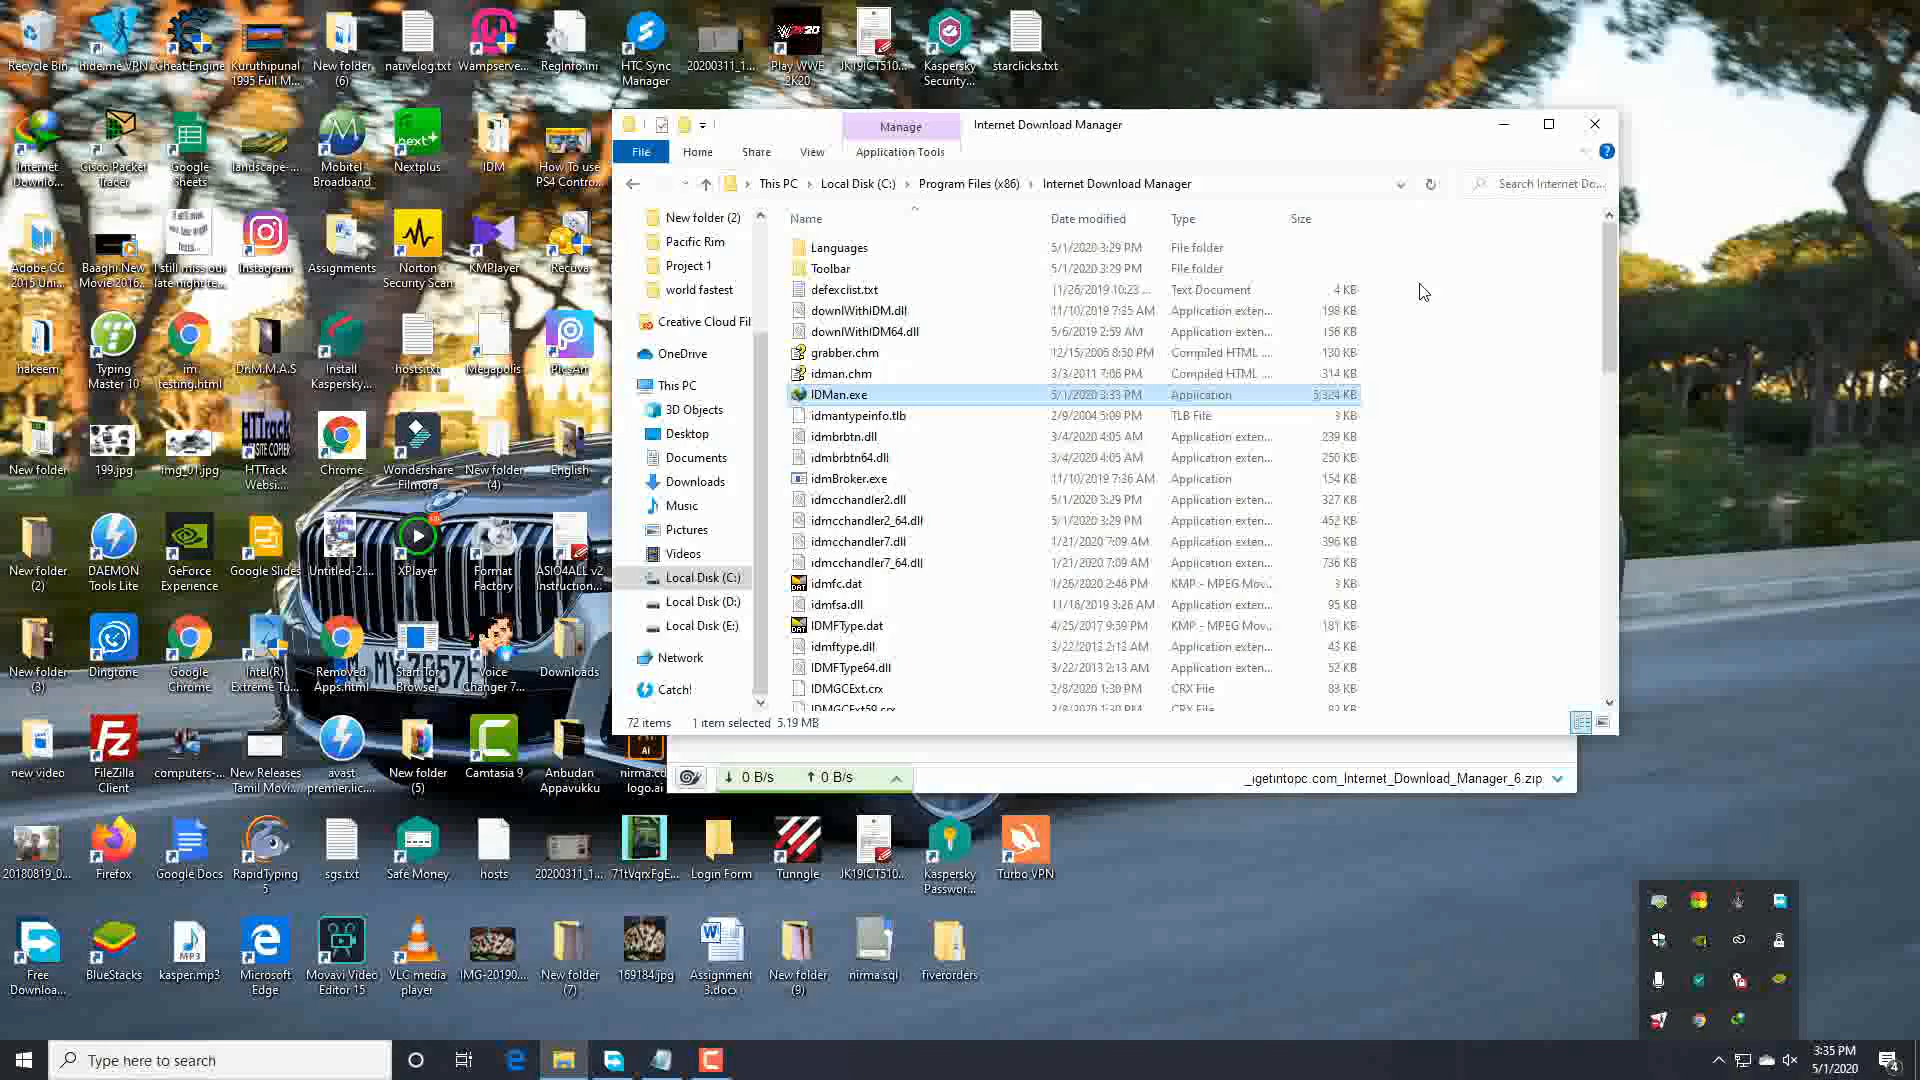 Recycle Bin
hide.me VPN
Cheat Engine
Kuruthipunal
1995 Full M...
New folder
(6)
nativelog.txt
Wampserve...
RegInfo.ini
HTC Sync
Manager
20200311_1...
Play WWE
2K20
JK19ICT510...
Kaspersky
Security...
starclicks.txt
Internet
Downlo...
Cisco Packet
Tracer
Google
Sheets
landscape-...
Mobitel
Broadband
Nextplus
IDM
How To use
PS4 Contro...
Adobe CC
2015 Uni...
Baaghi New
Movie 2016...
I still miss our
late night te...
Instagram
Assignments
Norton
Security Scan
KMPlayer
Recuva
hakeem
Typing
Master 10
im
testing.html
Dr.M.M.A.S
Install
Kaspersky...
hosts.txt
Megapolis
PicsArt
New folder
199.jpg
img_01.jpg
HTTrack
Websi...
Chrome
Wondershare
Filmora
New folder
(4)
English
New folder
(2)
DAEMON
Tools Lite
GeForce
Experience
Google Slides
Untitled-2....
XPlayer
Format
Factory
ASIO4ALL v2
Instruction...
New folder
(3)
Dingtone
Google
Chrome
Intel(R)
Extreme Tu...
Removed
Apps.html
Start Tor
Browser
Voice
Changer 7...
Downloads
new video
FileZilla
Client
computers-...
New Releases
Tamil Movi...
avast
premier.lic...
New folder
(5)
Camtasia 9
Anbudan
Appavukku
nirma.cd
logo.ai
20180819_0...
Firefox
Google Docs
RapidTyping
5
sgs.txt
Safe Money
hosts
20200311_1...
71tVqrxFgE...
Login Form
Tunngle
JK19ICT510...
Kaspersky
Passwor...
Turbo VPN
Free
Downloa...
BlueStacks
kasper.mp3
Microsoft
Edge
Movavi Video
Editor 15
VLC media
player
IMG-20190...
New folder
(7)
169184.jpg
Assignment
3.docx
New folder
(9)
nirma.sql
fiverorders
Manage
Internet Download Manager
File
Home
Share
View
Application Tools
This PC › Local Disk (C:) › Program Files (x86) › Internet Download Manager
Search Internet Do...
New folder (2)
Pacific Rim
Project 1
world fastest
Creative Cloud Fil
OneDrive
This PC
3D Objects
Desktop
Documents
Downloads
Music
Pictures
Videos
Local Disk (C:)
Local Disk (D:)
Local Disk (E:)
Network
Catch!
Name Date modified Type Size
Languages 5/1/2020 3:29 PM File folder
Toolbar 5/1/2020 3:29 PM File folder
defexclist.txt 11/26/2019 10:23 ... Text Document 4 KB
downlWithIDM.dll 11/10/2019 7:35 AM Application exten... 198 KB
downlWithIDM64.dll 5/6/2019 2:59 AM Application exten... 156 KB
grabber.chm 12/15/2006 8:50 PM Compiled HTML ... 130 KB
idman.chm 3/3/2011 7:06 PM Compiled HTML ... 314 KB
IDMan.exe 5/1/2020 3:33 PM Application 5,324 KB
idmantypeinfo.tlb 2/9/2004 5:09 PM TLB File 3 KB
idmbrbtn.dll 3/4/2020 4:05 AM Application exten... 239 KB
idmbrbtn64.dll 3/4/2020 4:05 AM Application exten... 250 KB
idmBroker.exe 11/10/2019 7:36 AM Application 154 KB
idmcchandler2.dll 5/1/2020 3:29 PM Application exten... 327 KB
idmcchandler2_64.dll 5/1/2020 3:29 PM Application exten... 452 KB
idmcchandler7.dll 1/21/2020 7:09 AM Application exten... 396 KB
idmcchandler7_64.dll 1/21/2020 7:09 AM Application exten... 736 KB
idmfc.dat 1/26/2020 2:46 PM KMP - MPEG Mov... 3 KB
idmfsa.dll 11/16/2019 3:26 AM Application exten... 95 KB
IDMFType.dat 4/25/2017 9:59 PM KMP - MPEG Mov... 181 KB
idmftype.dll 3/22/2013 2:13 AM Application exten... 43 KB
IDMFType64.dll 3/22/2013 2:13 AM Application exten... 52 KB
IDMGCExt.crx 2/8/2020 1:30 PM CRX File 83 KB
IDMGCExt59.crx 2/8/2020 1:30 PM CRX File 83 KB
72 items 1 item selected 5.19 MB
↓ 0 B/s ↑ 0 B/s
_igetintopc.com_Internet_Download_Manager_6.zip
Type here to search
3:35 PM
5/1/2020
4